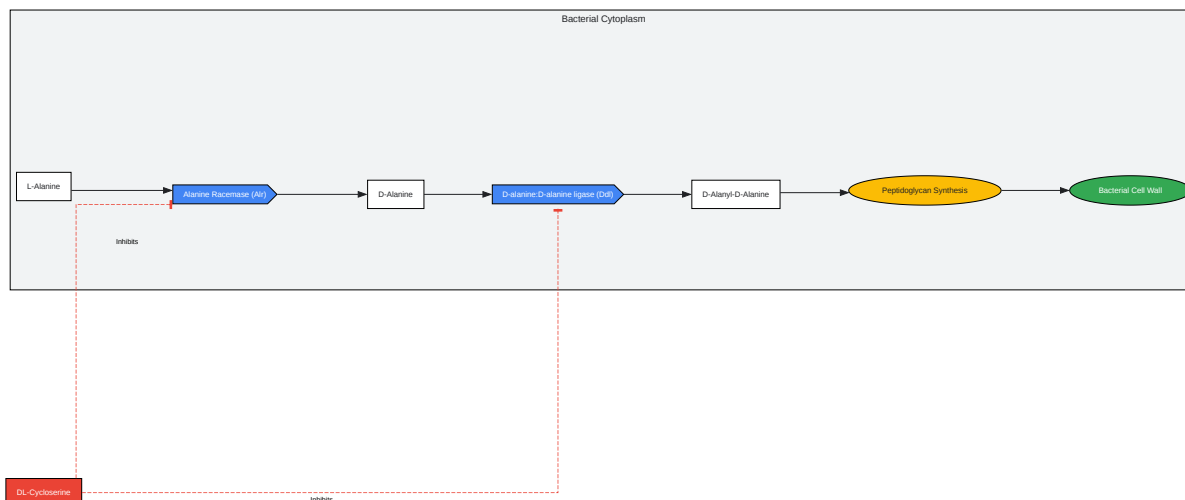 Bacterial Cytoplasm
L-Alanine
Alanine Racemase (Alr)
D-Alanine
D-alanine:D-alanine ligase (Ddl)
D-Alanyl-D-Alanine
Peptidoglycan Synthesis
Bacterial Cell Wall
Inhibits
DL-Cycloserine
Inhibits